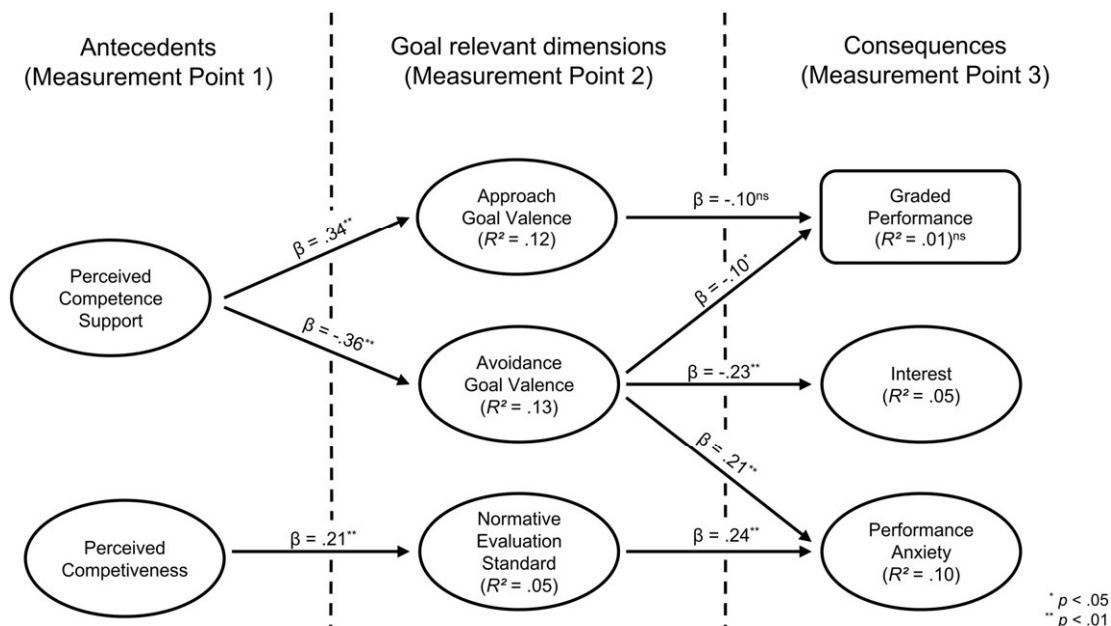 Antecedents
(Measurement Point 1)
Goal relevant dimensions
(Measurement Point 2)
Consequences
(Measurement Point 3)
Perceived
Competence
Support
Perceived
Competiveness
β = .34**
β = -.36**
β = .21**
Approach
Goal Valence
(R² = .12)
Avoidance
Goal Valence
(R² = .13)
Normative
Evaluation
Standard
(R² = .05)
β = -.10ns
β = -.10*
β = -.23**
β = .21**
β = .24**
Graded
Performance
(R² = .01)ns
Interest
(R² = .05)
Performance
Anxiety
(R² = .10)
* p < .05
** p < .01